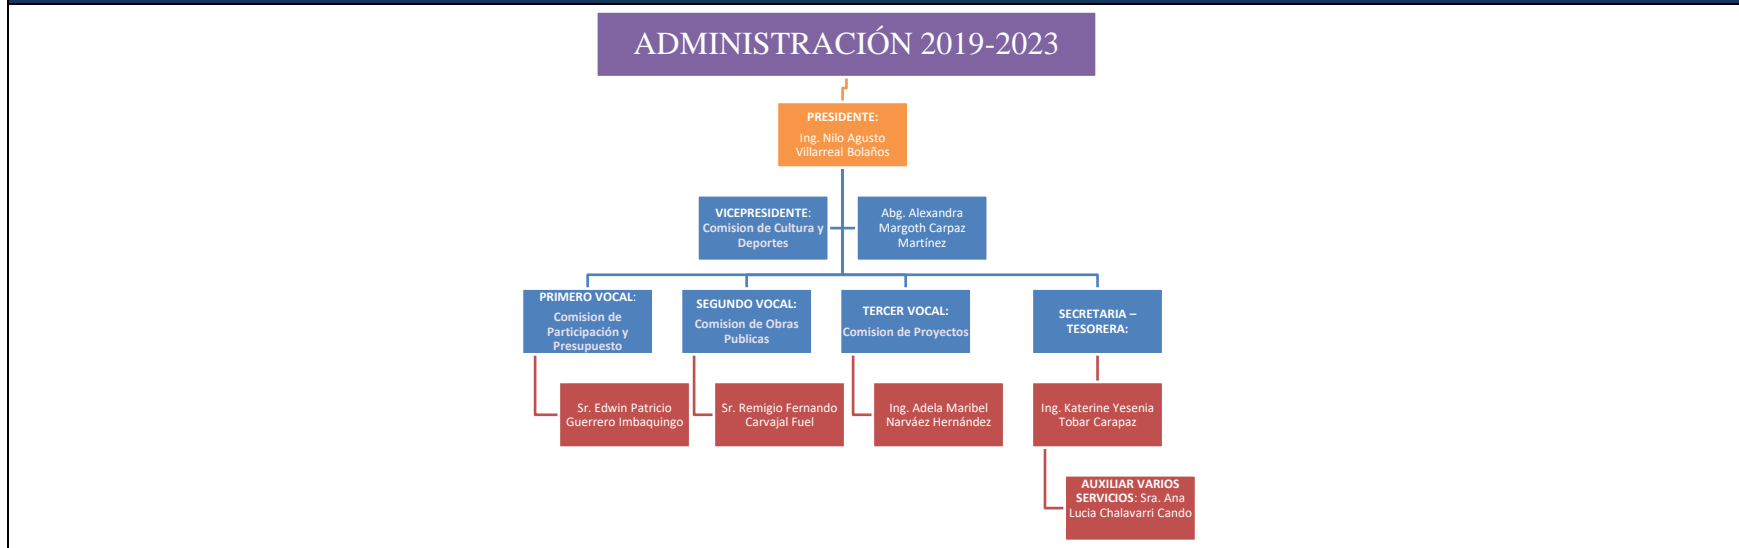 ADMINISTRACIÓN 2019-2023
PRESIDENTE:
Ing. Nilo Agusto
Villarreal Bolaños
VICEPRESIDENTE:
Comision de Cultura y
Deportes
Abg. Alexandra
Margoth Carpaz
Martínez
PRIMERO VOCAL:
Comision de
Participación y
Presupuesto
SEGUNDO VOCAL:
Comision de Obras
Publicas
TERCER VOCAL:
Comision de Proyectos
SECRETARIA –
TESORERA:
Sr. Edwin Patricio
Guerrero Imbaquingo
Sr. Remigio Fernando
Carvajal Fuel
Ing. Adela Maribel
Narváez Hernández
Ing. Katerine Yesenia
Tobar Carapaz
AUXILIAR VARIOS
SERVICIOS: Sra. Ana
Lucia Chalavarri Cando